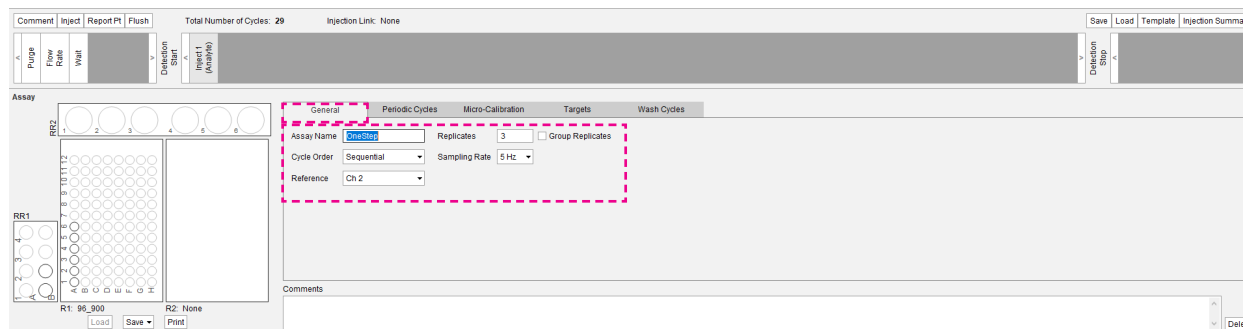 Comment Inject Report Pt Flush Total Number of Cycles: 29 Injection Link: None Save Load Template Injection Summa
< Purge Flow Rate Wait > Detection Start < Inject 1 (Analyte) > Detection Stop <
Assay
General Periodic Cycles Micro-Calibration Targets Wash Cycles
RR2 1 2 3 4 5 6
Assay Name OneStep Replicates 3 Group Replicates
Cycle Order Sequential Sampling Rate 5 Hz
Reference Ch 2
12
11
10
9
8
7
6
5
4
3
2
1
A B C D E F G H
RR1
4
3
2
1
A B
Comments
R1: 96_900 R2: None
Load Save Print Dele